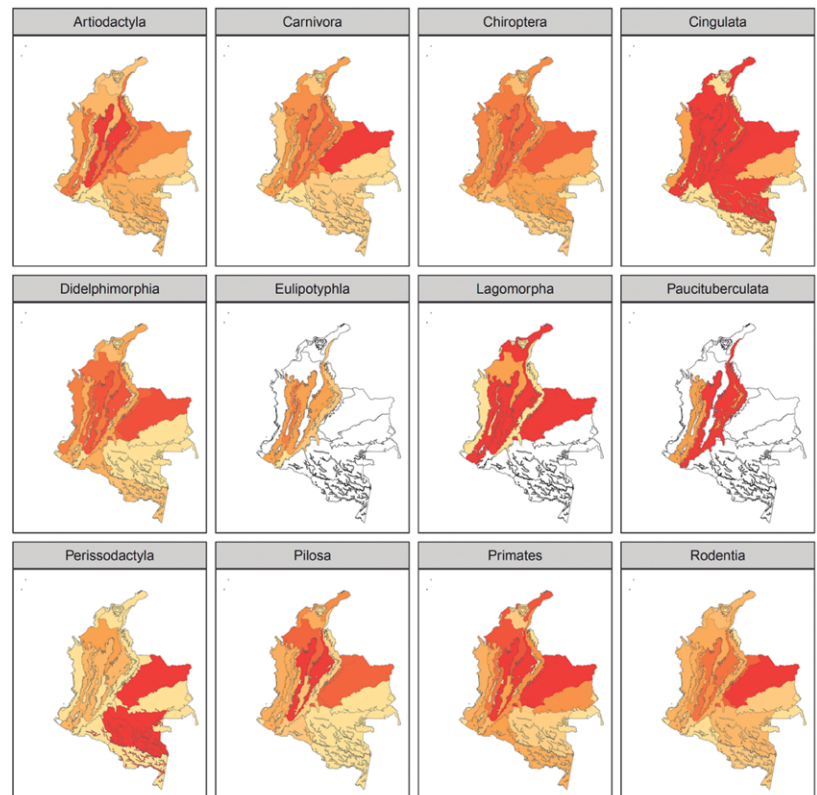 Artiodactyla
Carnivora
Chiroptera
Cingulata
Didelphimorphia
Eulipotyphla
Lagomorpha
Paucituberculata
Perissodactyla
Pilosa
Primates
Rodentia